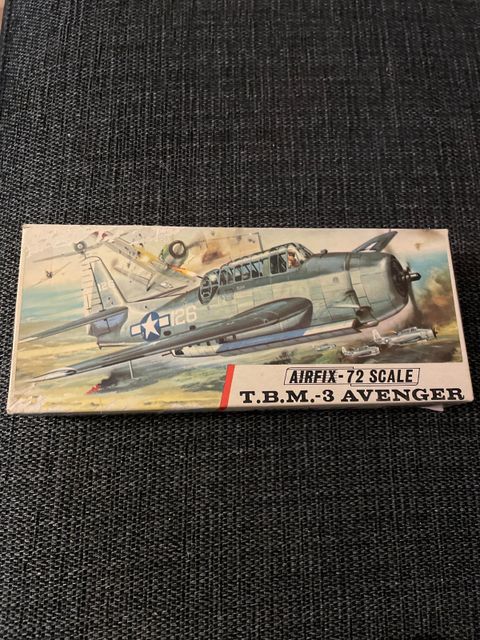 126
AIRFIX-72 SCALE
T.B.M.-3 AVENGER